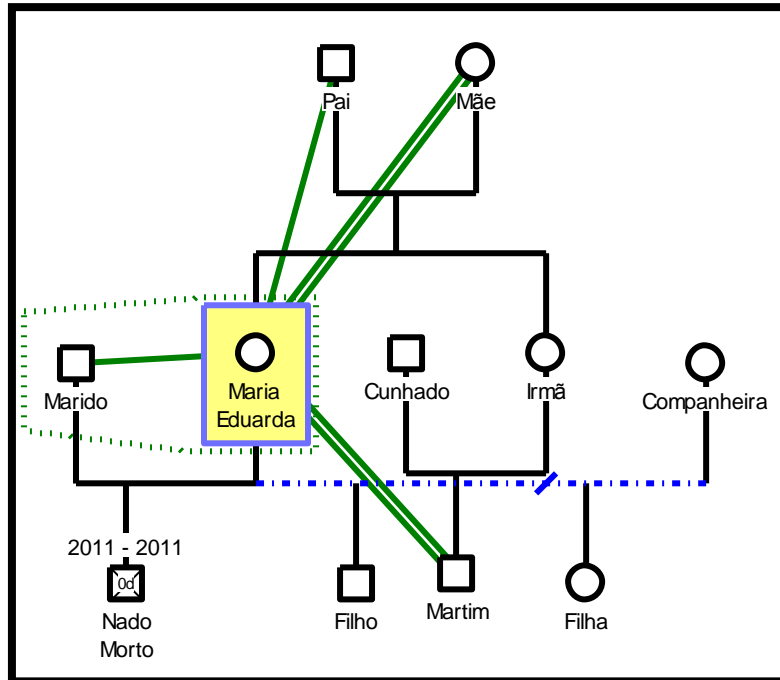 Pai
Mãe
Marido
Maria
Eduarda
Cunhado
Irmã
Companheira
2011 - 2011
0d
Nado
Morto
Filho
Martim
Filha